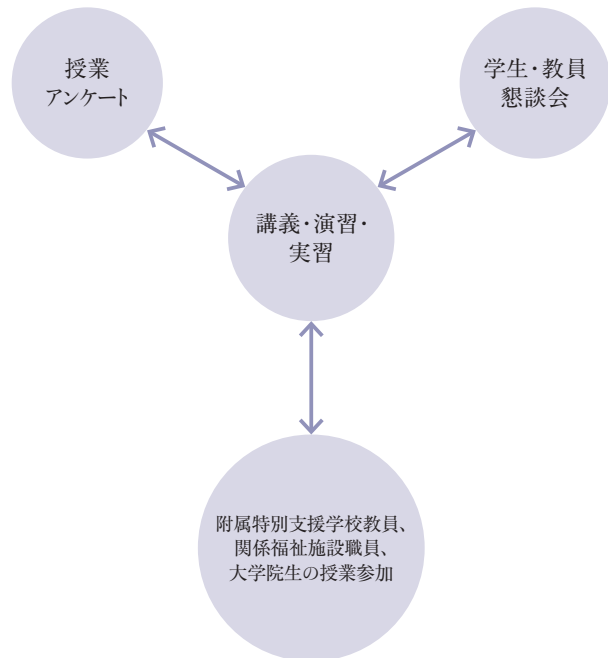 授業
アンケート
学生・教員
懇談会
講義・演習・
実習
附属特別支援学校教員、
関係福祉施設職員、
大学院生の授業参加